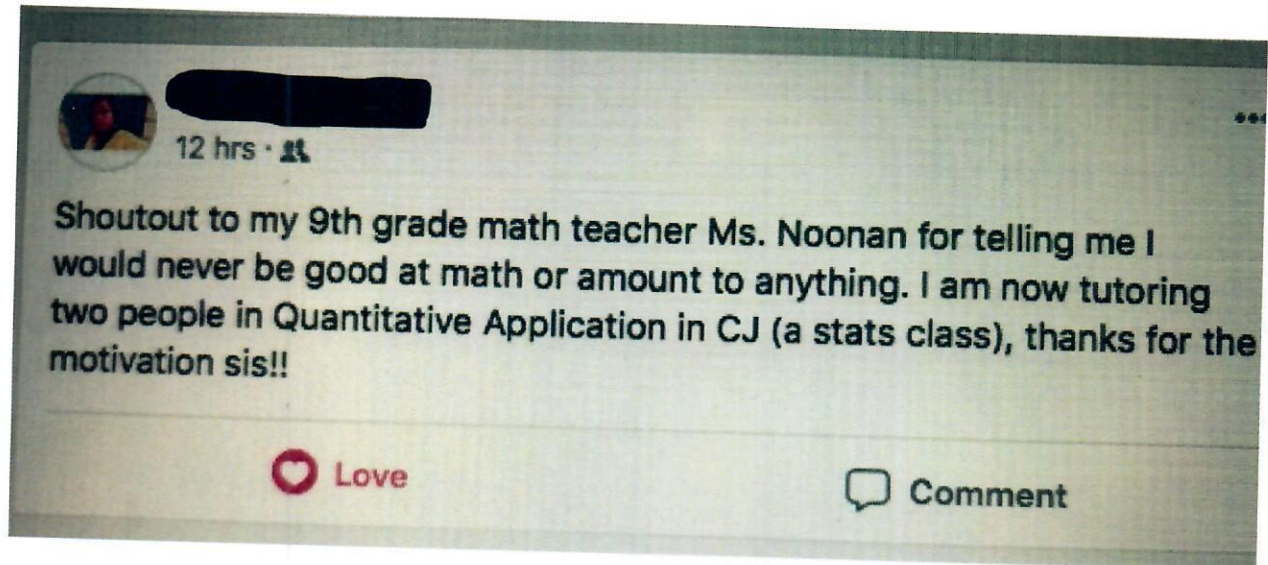 12 hrs ·
Shoutout to my 9th grade math teacher Ms. Noonan for telling me I
would never be good at math or amount to anything. I am now tutoring
two people in Quantitative Application in CJ (a stats class), thanks for the
motivation sis!!
Love
Comment